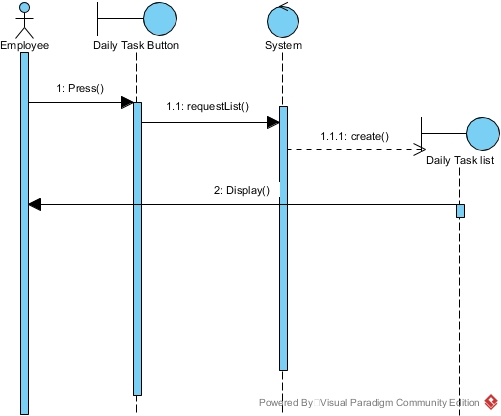 Employee
Daily Task Button
System
1: Press()
1.1: requestList()
1.1.1: create()
Daily Task list
2: Display()
Powered By Visual Paradigm Community Edition